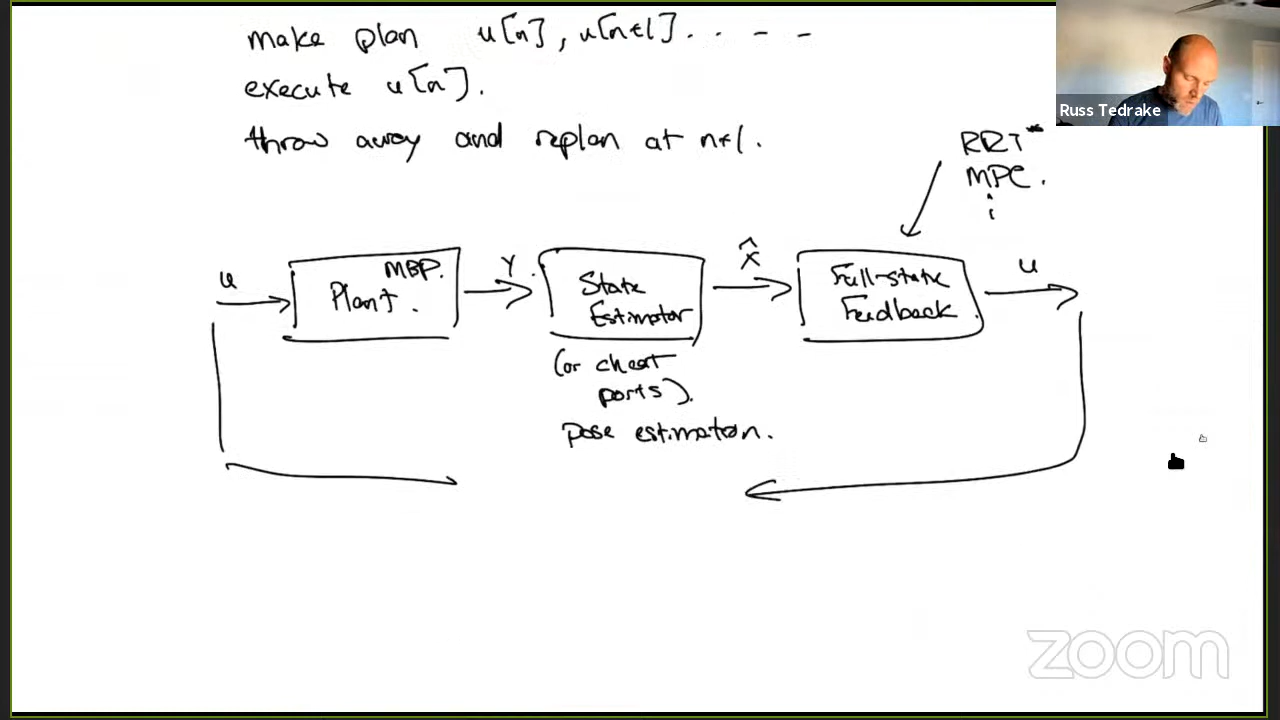 make plan u[n], u[n+1]. . - -
execute u[n].
throw away and replan at n+1.
Russ Tedrake
RRT*
MPC.
u
MBP.
Plant.
y
State
Estimator
x̂
Full-state
Feedback
u
(or cheat
ports).
pose estimation.
zoom